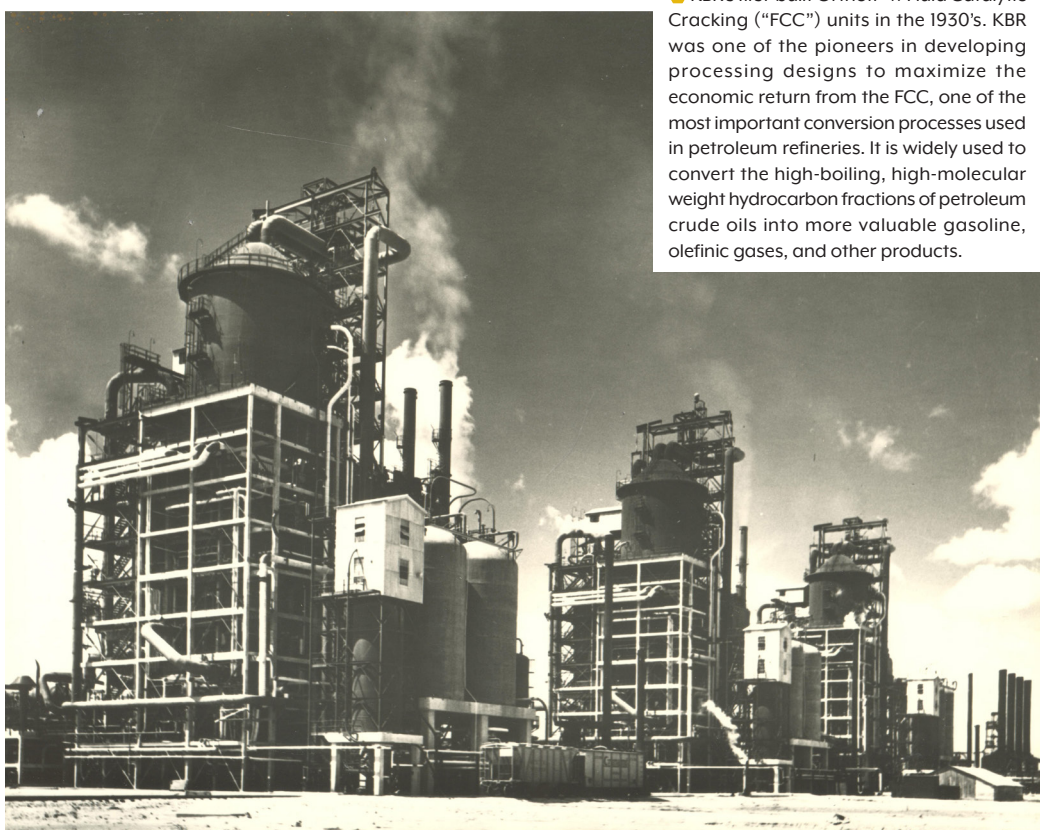 Cracking (“FCC”) units in the 1930’s. KBR
was one of the pioneers in developing
processing designs to maximize the
economic return from the FCC, one of the
most important conversion processes used
in petroleum refineries. It is widely used to
convert the high-boiling, high-molecular
weight hydrocarbon fractions of petroleum
crude oils into more valuable gasoline,
olefinic gases, and other products.